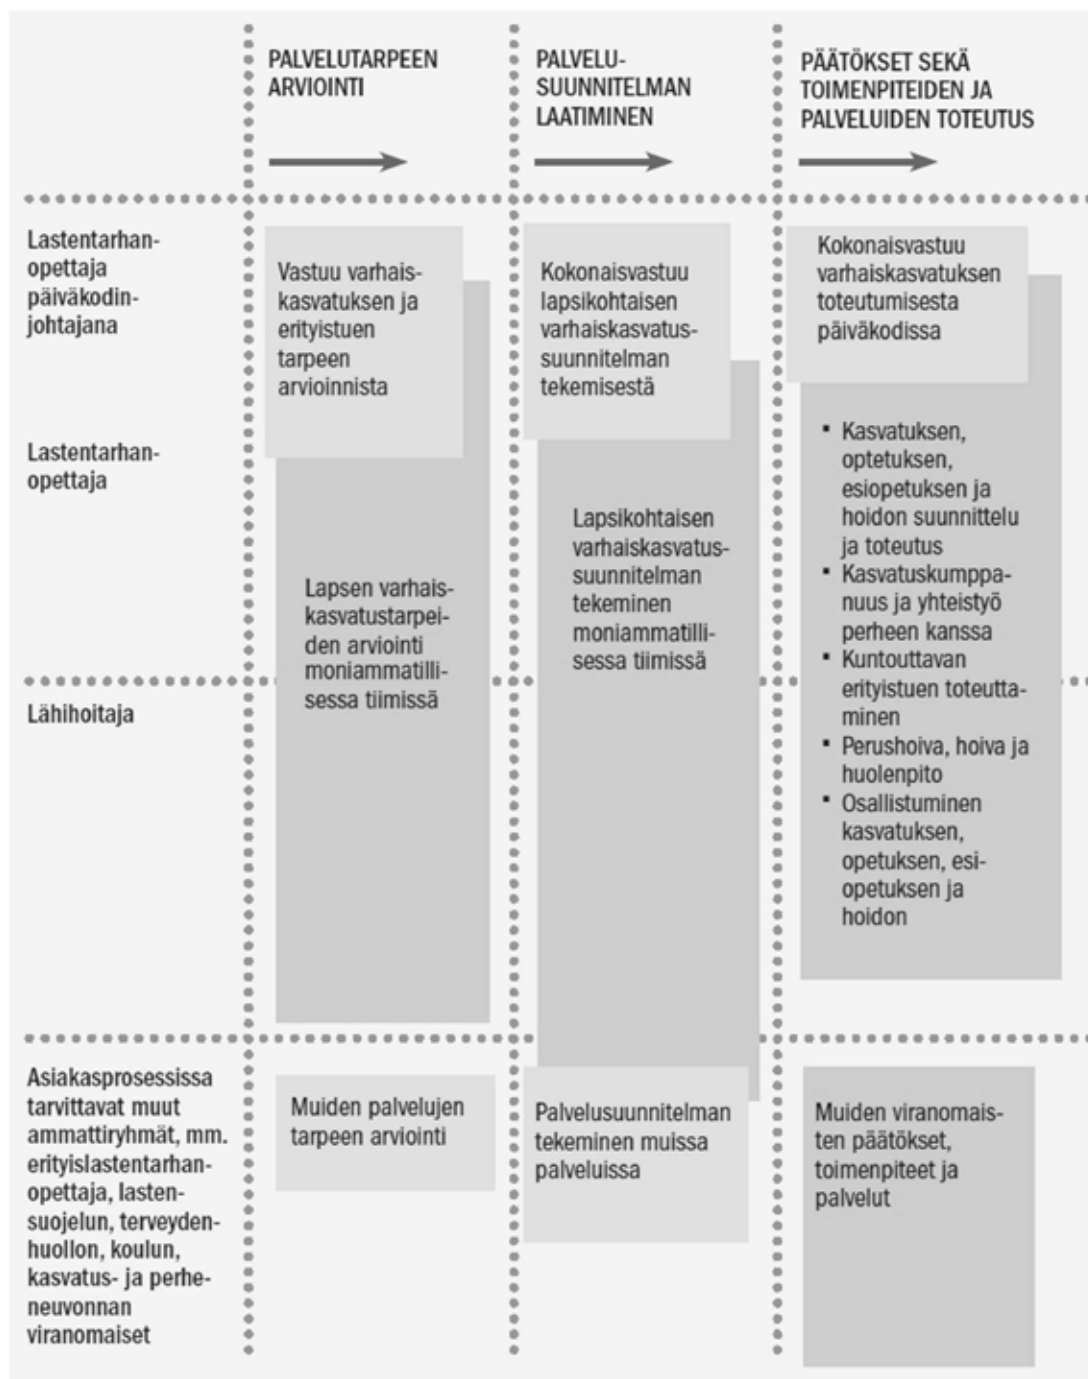 PALVELUTARPEEN
ARVIOINTI
PALVELU-
SUUNNITELMAN
LAATIMINEN
PÄÄTÖKSET SEKÄ
TOIMENPITEIDEN JA
PALVELUIDEN TOTEUTUS
Lastentarhan-
opettaja
päiväkodin-
johtajana
Vastuu varhais-
kasvatuksen ja
erityistuen
tarpeen
arvioinnista
Kokonaisvastuu
lapsikohtaisen
varhaiskasvatus-
suunnitelman
tekemisestä
Kokonaisvastuu
varhaiskasvatuksen
toteutumisesta
päiväkodissa
Lastentarhan-
opettaja
Lapsen varhais-
kasvatustarpei-
den arviointi
moniammatilli-
sessa tiimissä
Lapsikohtaisen
varhaiskasvatus-
suunnitelman
tekeminen
moniammatilli-
sessa tiimissä
▪ Kasvatuksen,
optetuksen,
esiopetuksen ja
hoidon suunnittelu
ja toteutus
▪ Kasvatuskumppa-
nuus ja yhteistyö
perheen kanssa
▪ Kuntouttavan
erityistuen toteutta-
minen
▪ Perushoiva, hoiva ja
huolenpito
▪ Osallistuminen
kasvatuksen,
opetuksen, esi-
opetuksen ja
hoidon
Lähihoitaja
Asiakasprosessissa
tarvittavat muut
ammattiryhmät, mm.
erityislastentarhan-
opettaja, lasten-
suojelun, terveyden-
huollon, koulun,
kasvatus- ja perhe-
neuvonnan
viranomaiset
Muiden palvelujen
tarpeen arviointi
Palvelusuunnitelman
tekeminen muissa
palveluissa
Muiden viranomais-
ten päätökset,
toimenpiteet ja
palvelut